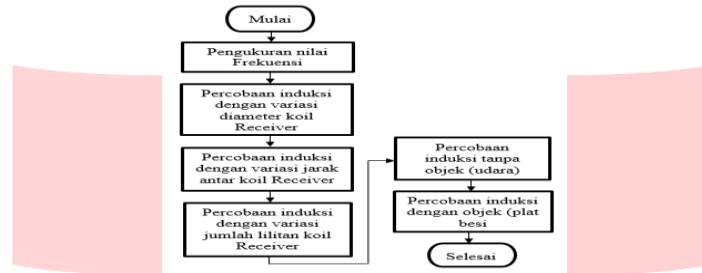 Mulai
Pengukuran nilai
Frekuensi
Percobaan induksi
dengan variasi
diameter koil
Receiver
Percobaan induksi
dengan variasi jarak
antar koil Receiver
Percobaan induksi
dengan variasi
jumlah lilitan koil
Receiver
Percobaan
induksi tanpa
objek (udara)
Percobaan induksi
dengan objek (plat
besi
Selesai